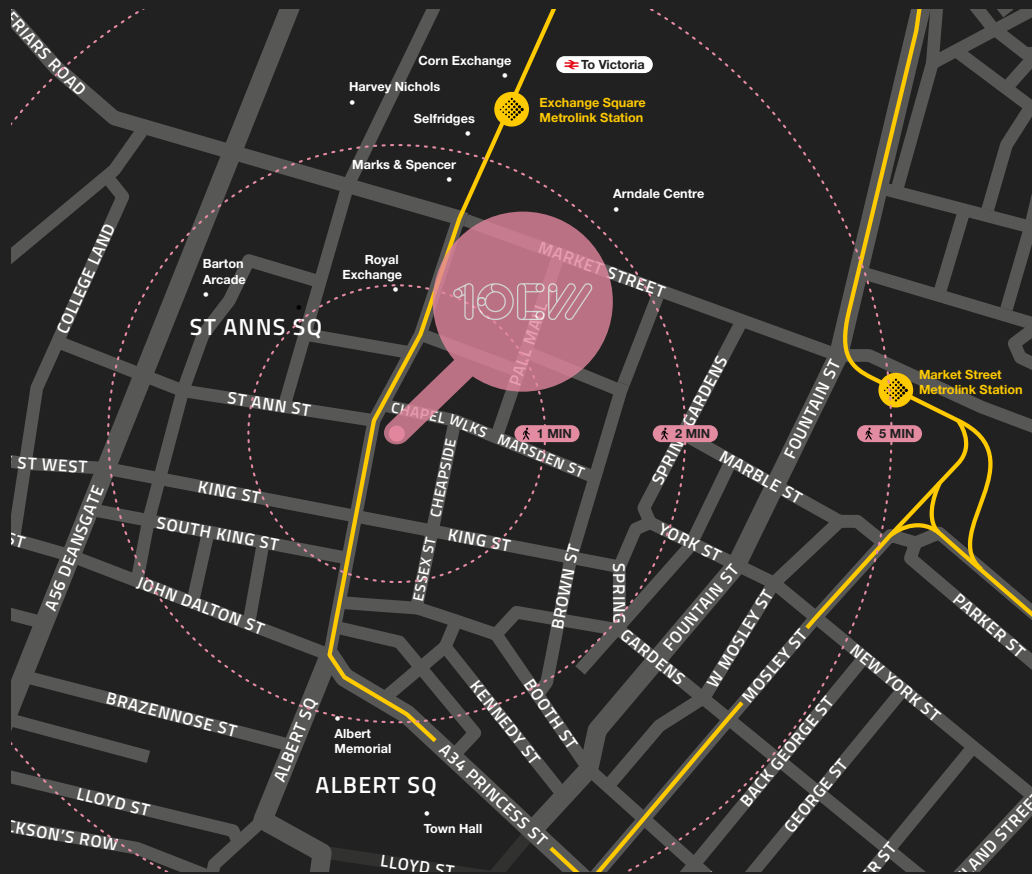 FRIARS ROAD
Corn Exchange
To Victoria
Harvey Nichols
Exchange Square
Metrolink Station
Selfridges
Marks & Spencer
Arndale Centre
COLLEGE LAND
Barton
Arcade
Royal
Exchange
MARKET STREET
10EW
ST ANNS SQ
PALL MALL
Market Street
Metrolink Station
ST ANN ST
CHAPEL WLKS
MARSDEN ST
1 MIN
2 MIN
5 MIN
SPRING GARDENS
FOUNTAIN ST
ST WEST
KING ST
CHEAPSIDE
MARBLE ST
SOUTH KING ST
KING ST
YORK ST
ST
A56 DEANSGATE
JOHN DALTON ST
ESSEX ST
BROWN ST
SPRING
GARDENS
FOUNTAIN ST
W MOSLEY ST
MOSLEY ST
PARKER ST
NEW YORK ST
BRAZENNOSE ST
ALBERT SQ
KENNEDY ST
BOOTH ST
Albert
Memorial
A34 PRINCESS ST
BACK GEORGE ST
GEORGE ST
ALBERT SQ
LLOYD ST
Town Hall
CKSON'S ROW
LLOYD ST
ER ST
LAND STREET